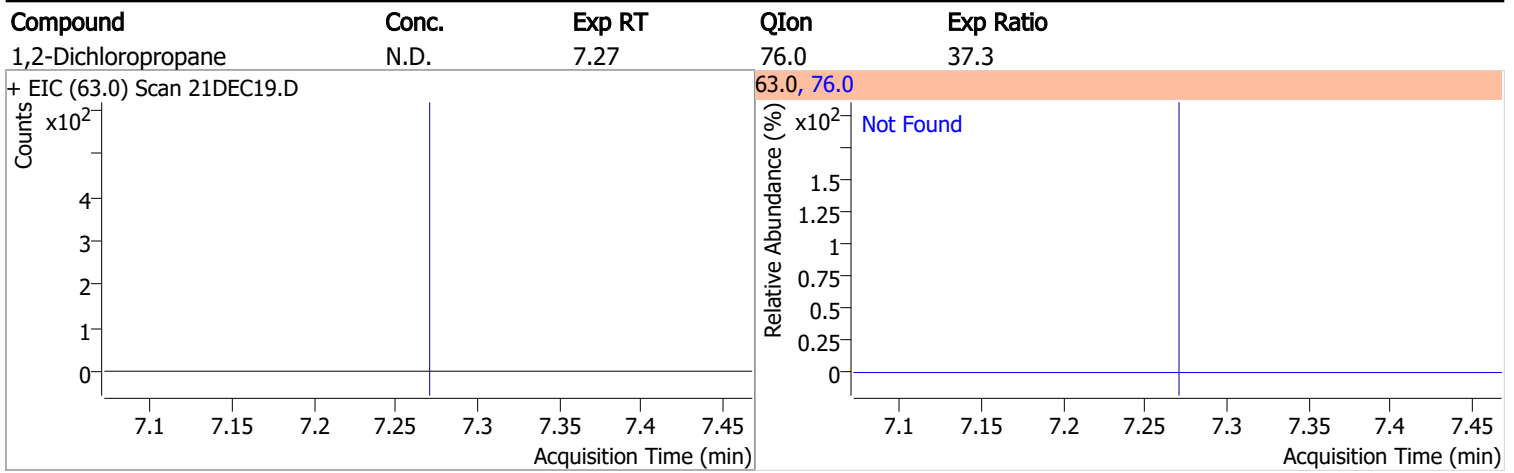 Compound Conc. Exp RT QIon Exp Ratio
1,2-Dichloropropane N.D. 7.27 76.0 37.3
+ EIC (63.0) Scan 21DEC19.D
Counts
x10²
4
3
2
1
0
7.1 7.15 7.2 7.25 7.3 7.35 7.4 7.45
Acquisition Time (min)
63.0, 76.0
Relative Abundance (%)
x10²
Not Found
1.5
1.25
1
0.75
0.5
0.25
0
7.1 7.15 7.2 7.25 7.3 7.35 7.4 7.45
Acquisition Time (min)